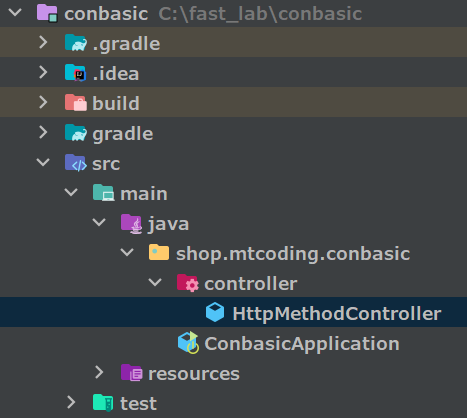 conbasic C:\fast_lab\conbasic
.gradle
.idea
build
gradle
src
main
java
shop.mtcoding.conbasic
controller
HttpMethodController
ConbasicApplication
resources
test